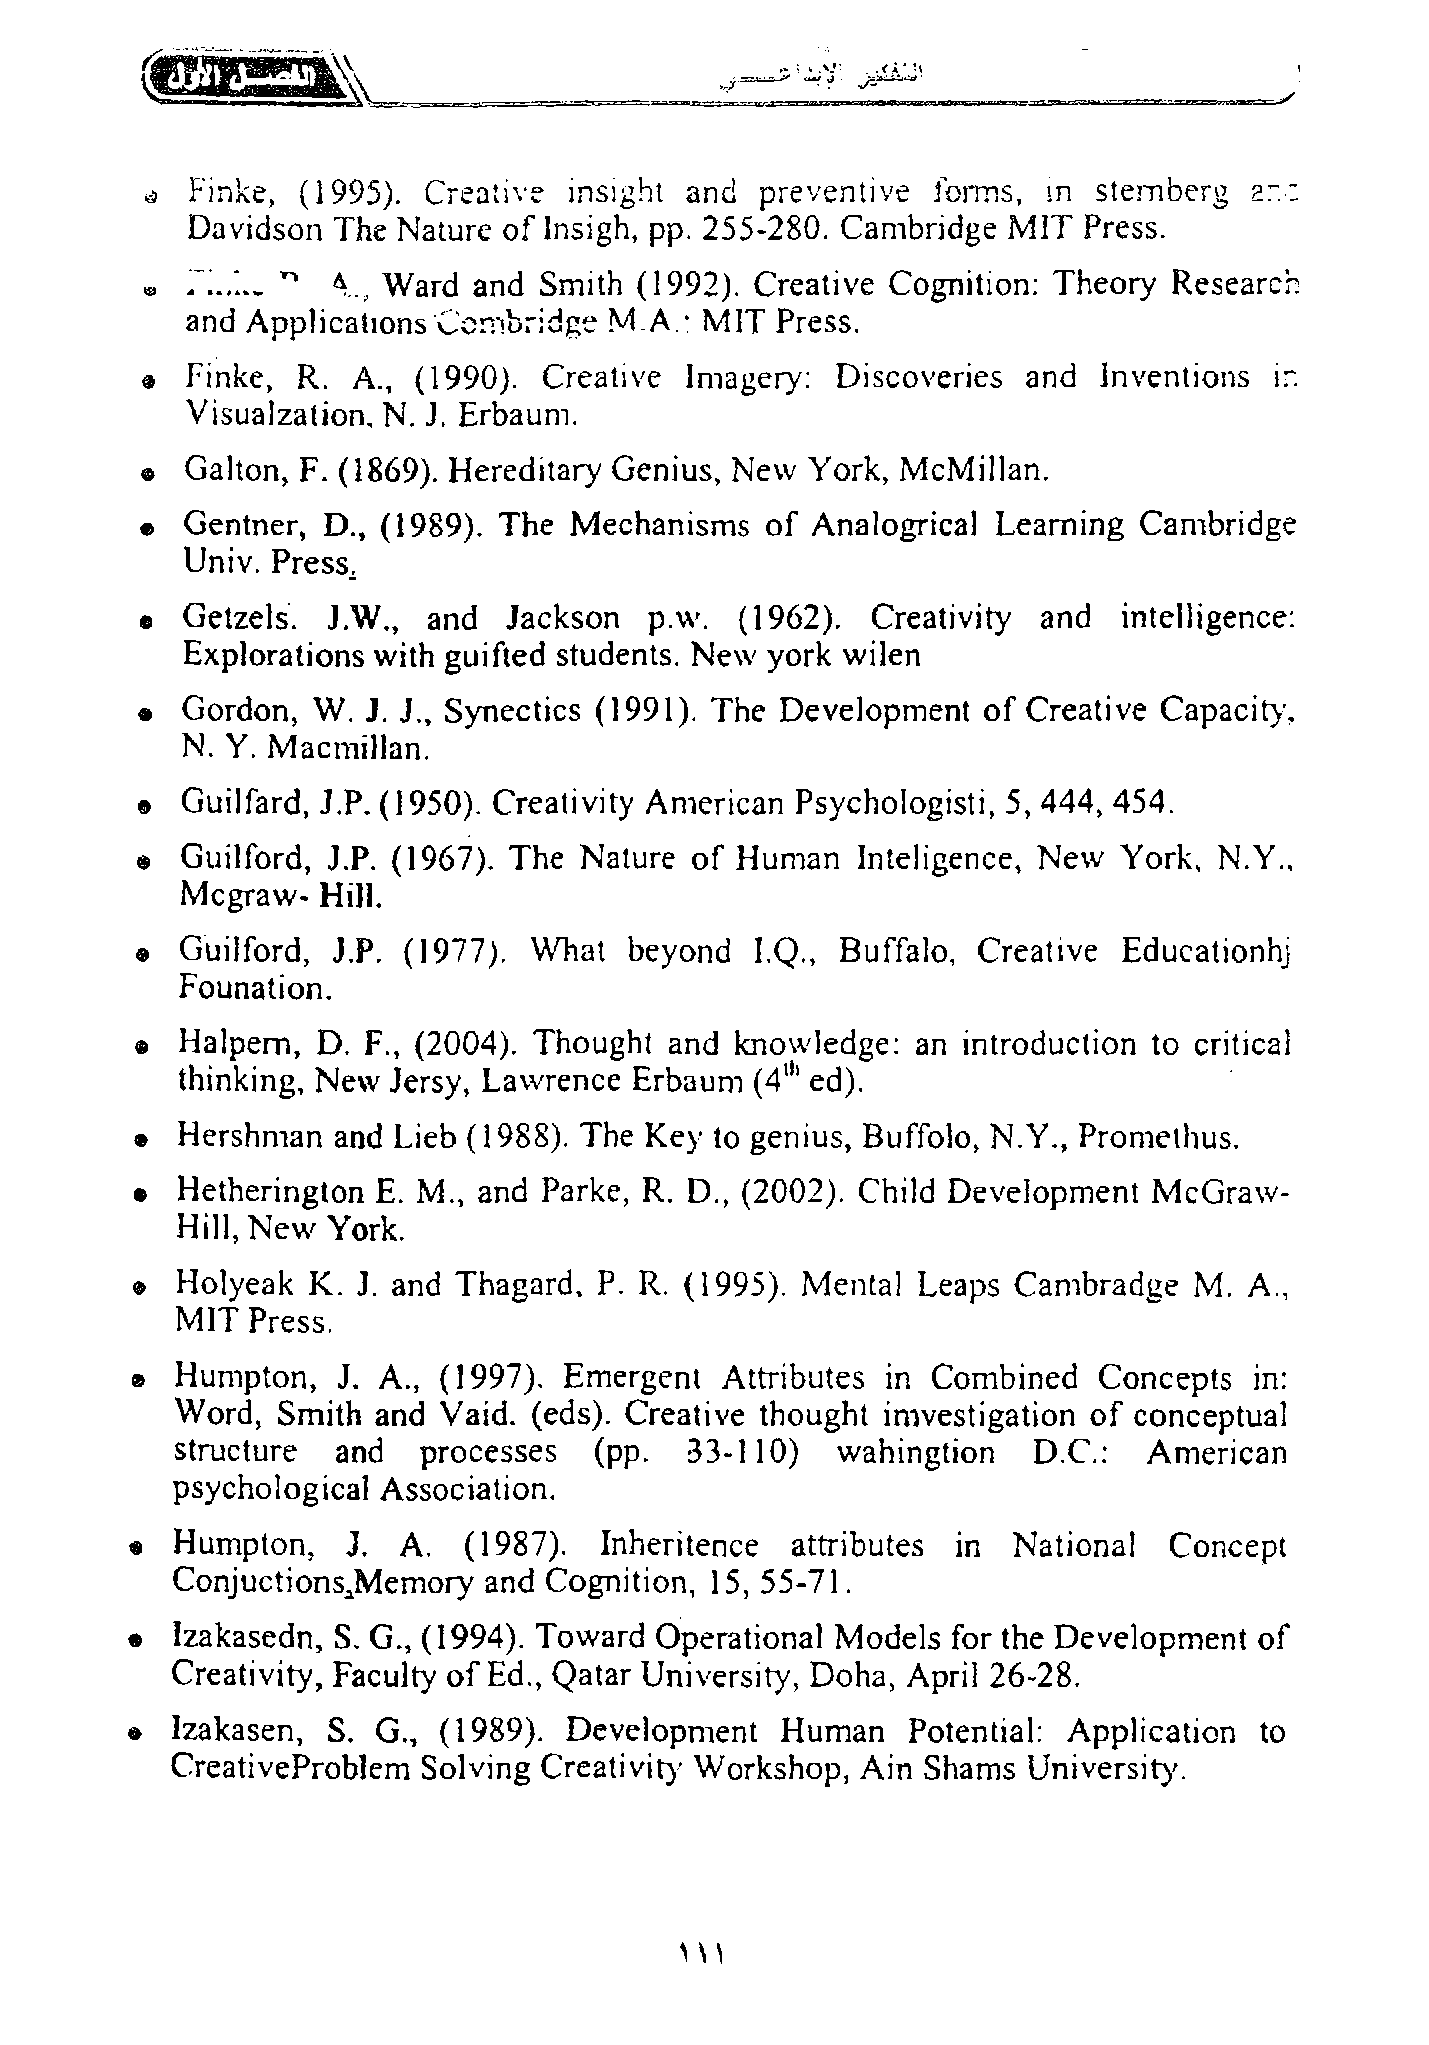 الفصل الأول
التفكير الإبداعي
Finke, (1995). Creative insight and preventive forms, in sternberg and
Davidson The Nature of Insigh, pp. 255-280. Cambridge MIT Press.
A., Ward and Smith (1992). Creative Cognition: Theory Research
and Applications Combridge M.A.: MIT Press.
Finke, R. A., (1990). Creative Imagery: Discoveries and Inventions in
Visualzation, N. J. Erbaum.
Galton, F. (1869). Hereditary Genius, New York, McMillan.
Gentner, D., (1989). The Mechanisms of Analogrical Learning Cambridge
Univ. Press.
Getzels. J.W., and Jackson p.w. (1962). Creativity and intelligence:
Explorations with guifted students. New york wilen
Gordon, W. J. J., Synectics (1991). The Development of Creative Capacity,
N. Y. Macmillan.
Guilfard, J.P. (1950). Creativity American Psychologisti, 5, 444, 454.
Guilford, J.P. (1967). The Nature of Human Inteligence, New York, N.Y.,
Mcgraw- Hill.
Guilford, J.P. (1977). What beyond I.Q., Buffalo, Creative Educationhj
Founation.
Halpern, D. F., (2004). Thought and knowledge: an introduction to critical
thinking, New Jersy, Lawrence Erbaum (4th ed).
Hershman and Lieb (1988). The Key to genius, Buffolo, N.Y., Promethus.
Hetherington E. M., and Parke, R. D., (2002). Child Development McGraw-
Hill, New York.
Holyeak K. J. and Thagard, P. R. (1995). Mental Leaps Cambradge M. A.,
MIT Press.
Humpton, J. A., (1997). Emergent Attributes in Combined Concepts in:
Word, Smith and Vaid. (eds). Creative thought imvestigation of conceptual
structure and processes (pp. 33-110) wahingtion D.C.: American
psychological Association.
Humpton, J. A. (1987). Inheritence attributes in National Concept
Conjuctions,Memory and Cognition, 15, 55-71.
Izakasedn, S. G., (1994). Toward Operational Models for the Development of
Creativity, Faculty of Ed., Qatar University, Doha, April 26-28.
Izakasen, S. G., (1989). Development Human Potential: Application to
CreativeProblem Solving Creativity Workshop, Ain Shams University.
١١١